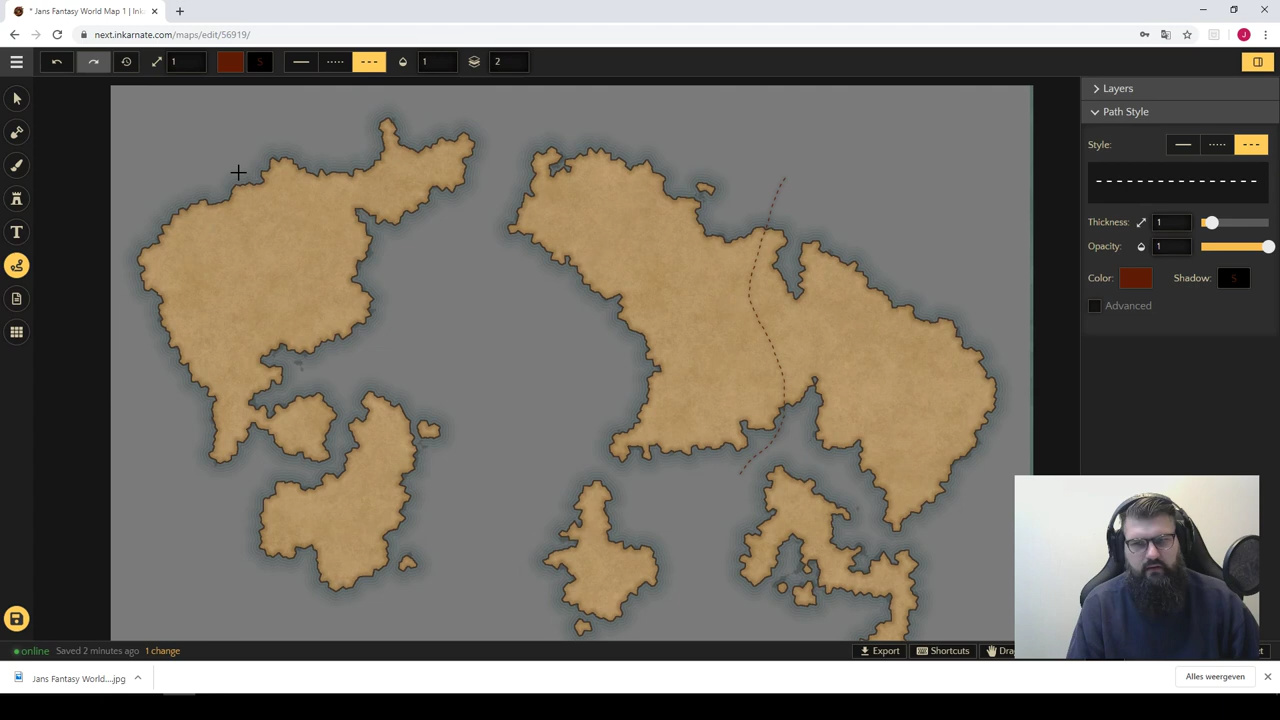 * Jans Fantasy World Map 1 | Ink
next.inkarnate.com/maps/edit/56919/
J
1
S
1
2
Layers
Path Style
Style:
Thickness: 1
Opacity: 1
Color: Shadow: S
Advanced
online Saved 2 minutes ago 1 change
Export Shortcuts Drag
Jans Fantasy World....jpg
Alles weergeven